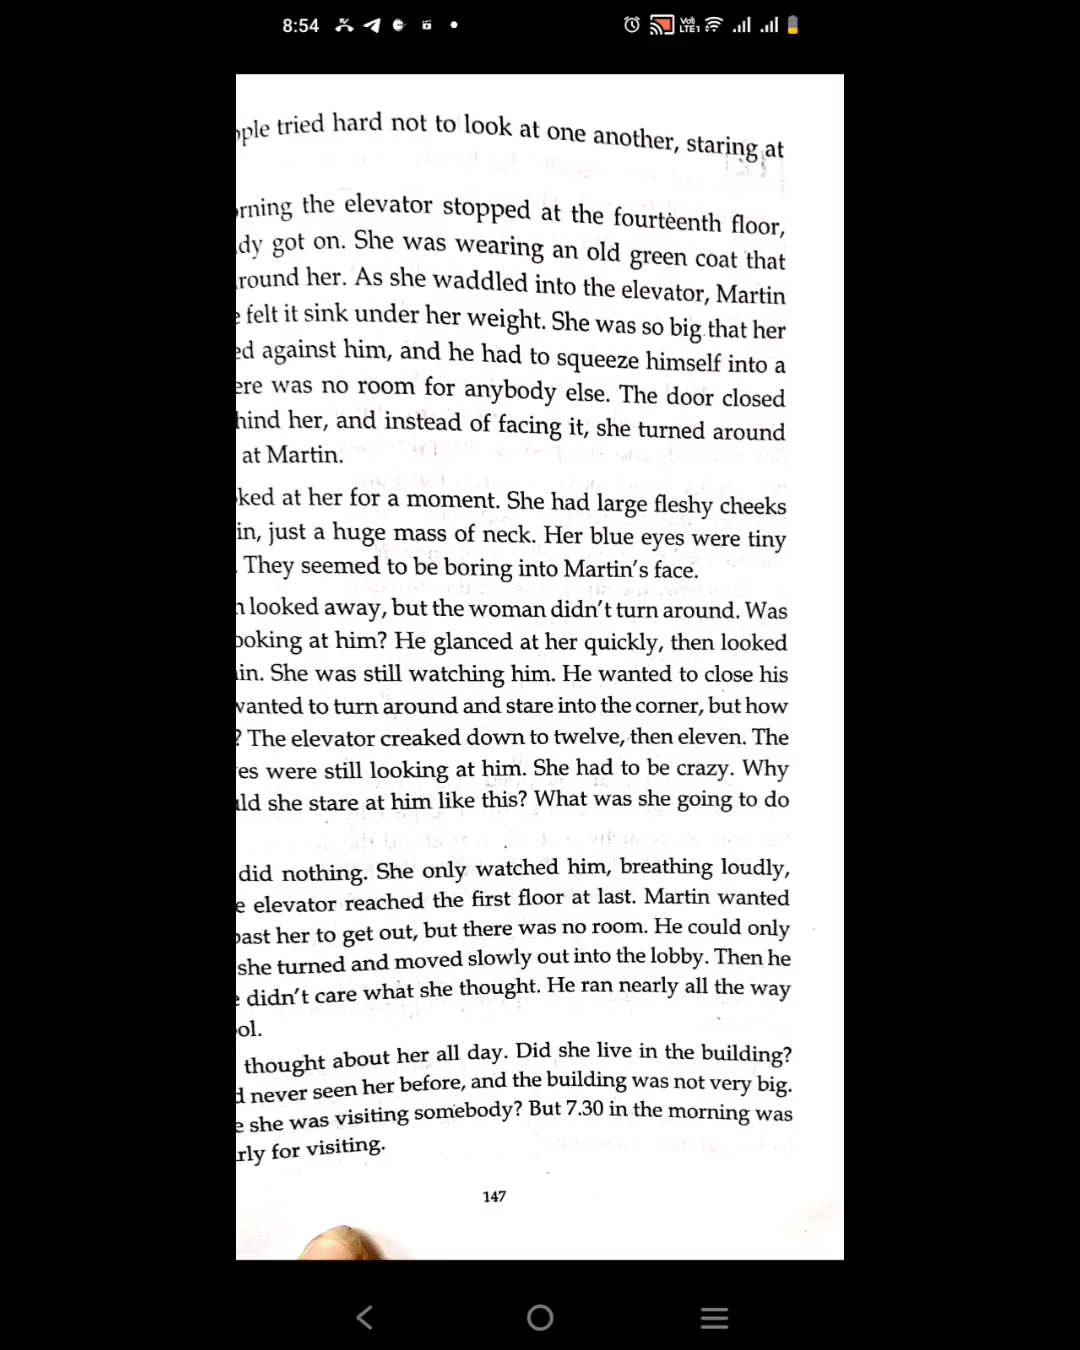 8:54
VoI) LTE1
ople tried hard not to look at one another, staring at
orning the elevator stopped at the fourteenth floor,
dy got on. She was wearing an old green coat that
round her. As she waddled into the elevator, Martin
e felt it sink under her weight. She was so big that her
ed against him, and he had to squeeze himself into a
ere was no room for anybody else. The door closed
hind her, and instead of facing it, she turned around
at Martin.
ked at her for a moment. She had large fleshy cheeks
in, just a huge mass of neck. Her blue eyes were tiny
. They seemed to be boring into Martin's face.
n looked away, but the woman didn't turn around. Was
ooking at him? He glanced at her quickly, then looked
in. She was still watching him. He wanted to close his
wanted to turn around and stare into the corner, but how
? The elevator creaked down to twelve, then eleven. The
es were still looking at him. She had to be crazy. Why
uld she stare at him like this? What was she going to do
did nothing. She only watched him, breathing loudly,
e elevator reached the first floor at last. Martin wanted
past her to get out, but there was no room. He could only
she turned and moved slowly out into the lobby. Then he
e didn't care what she thought. He ran nearly all the way
ol.
thought about her all day. Did she live in the building?
d never seen her before, and the building was not very big.
e she was visiting somebody? But 7.30 in the morning was
rly for visiting.
147